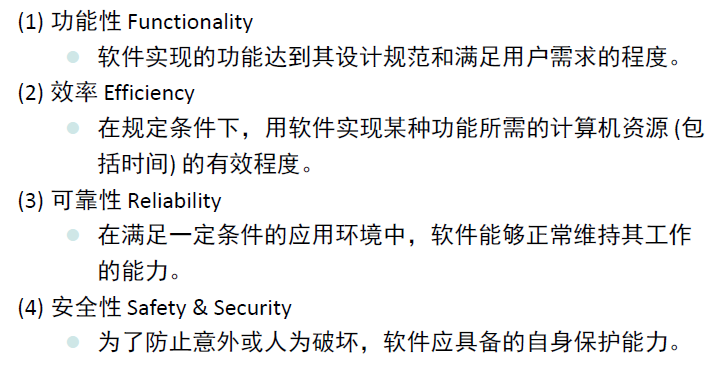 (1) 功能性 Functionality
软件实现的功能达到其设计规范和满足用户需求的程度。
(2) 效率 Efficiency
在规定条件下，用软件实现某种功能所需的计算机资源 (包
括时间) 的有效程度。
(3) 可靠性 Reliability
在满足一定条件的应用环境中，软件能够正常维持其工作
的能力。
(4) 安全性 Safety & Security
为了防止意外或人为破坏，软件应具备的自身保护能力。